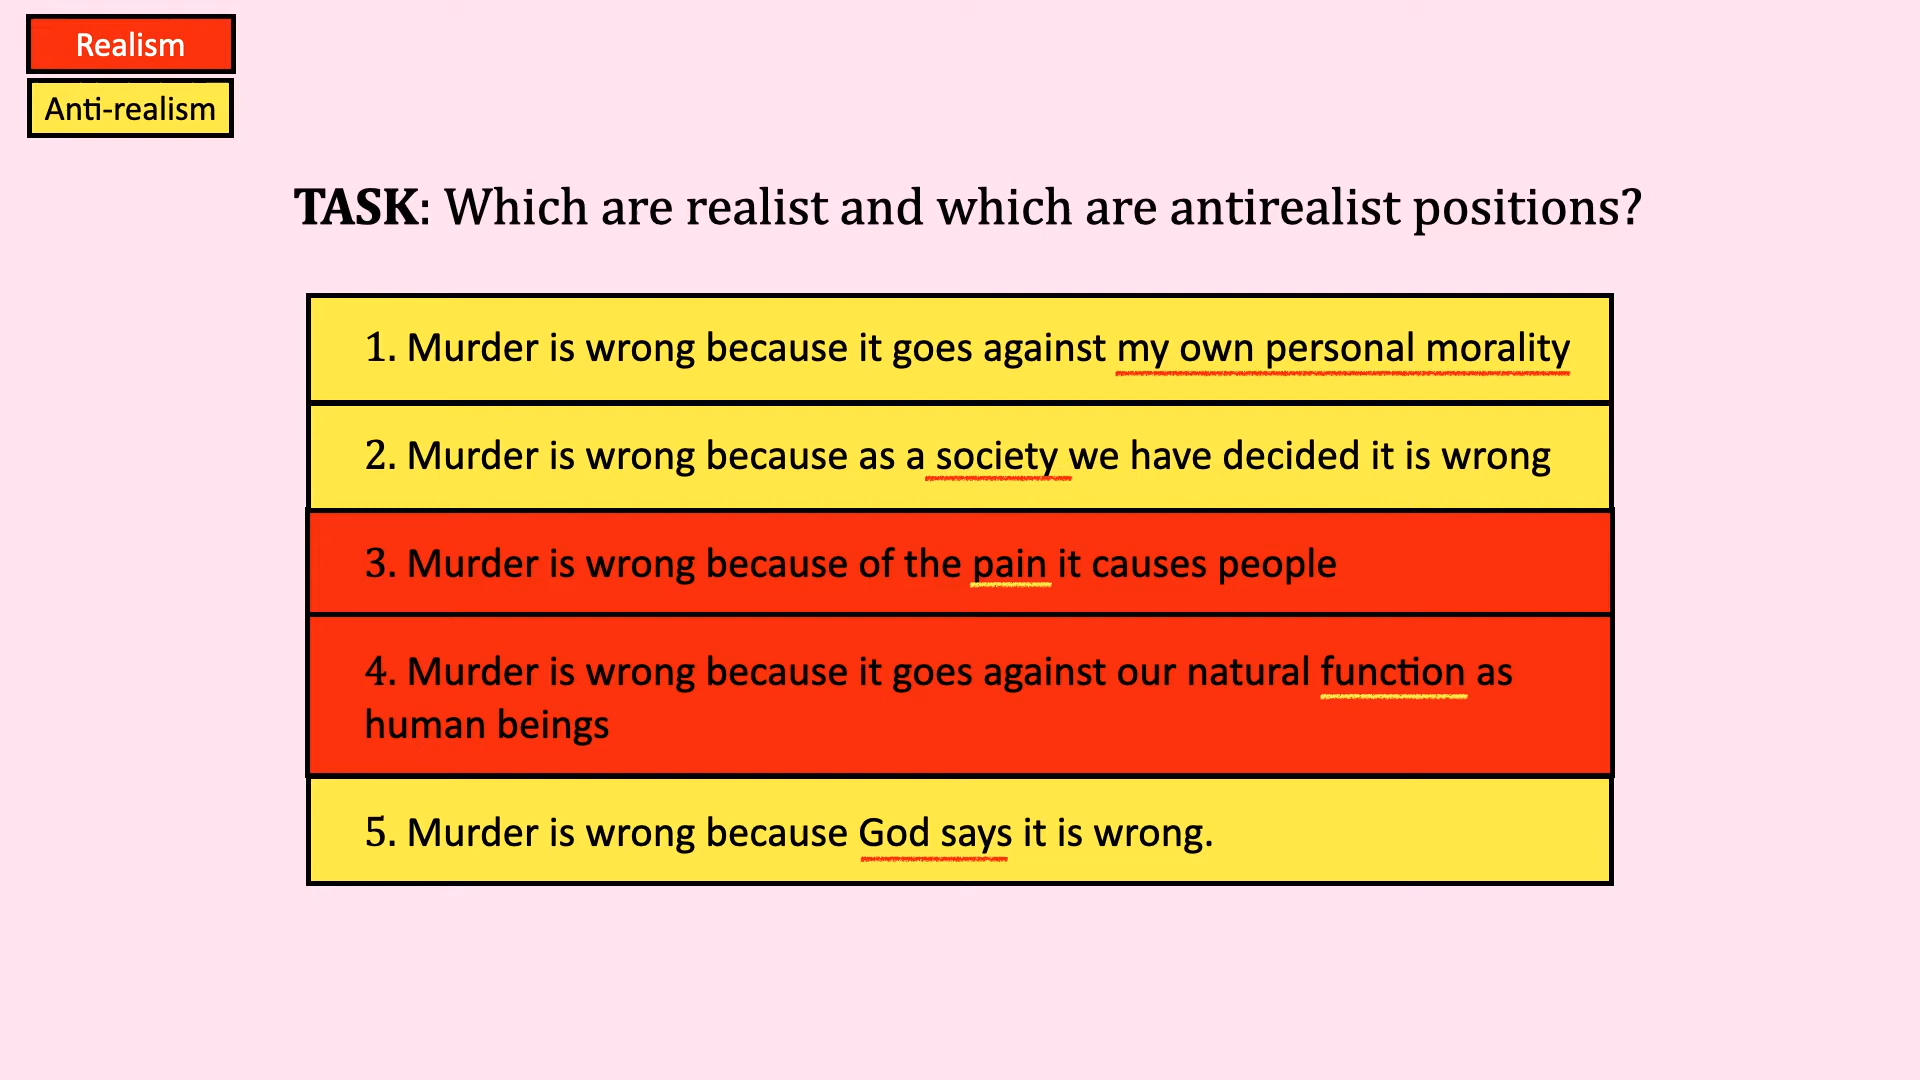 Realism
Anti-realism
TASK: Which are realist and which are antirealist positions?
1. Murder is wrong because it goes against my own personal morality
2. Murder is wrong because as a society we have decided it is wrong
3. Murder is wrong because of the pain it causes people
4. Murder is wrong because it goes against our natural function as
human beings
5. Murder is wrong because God says it is wrong.